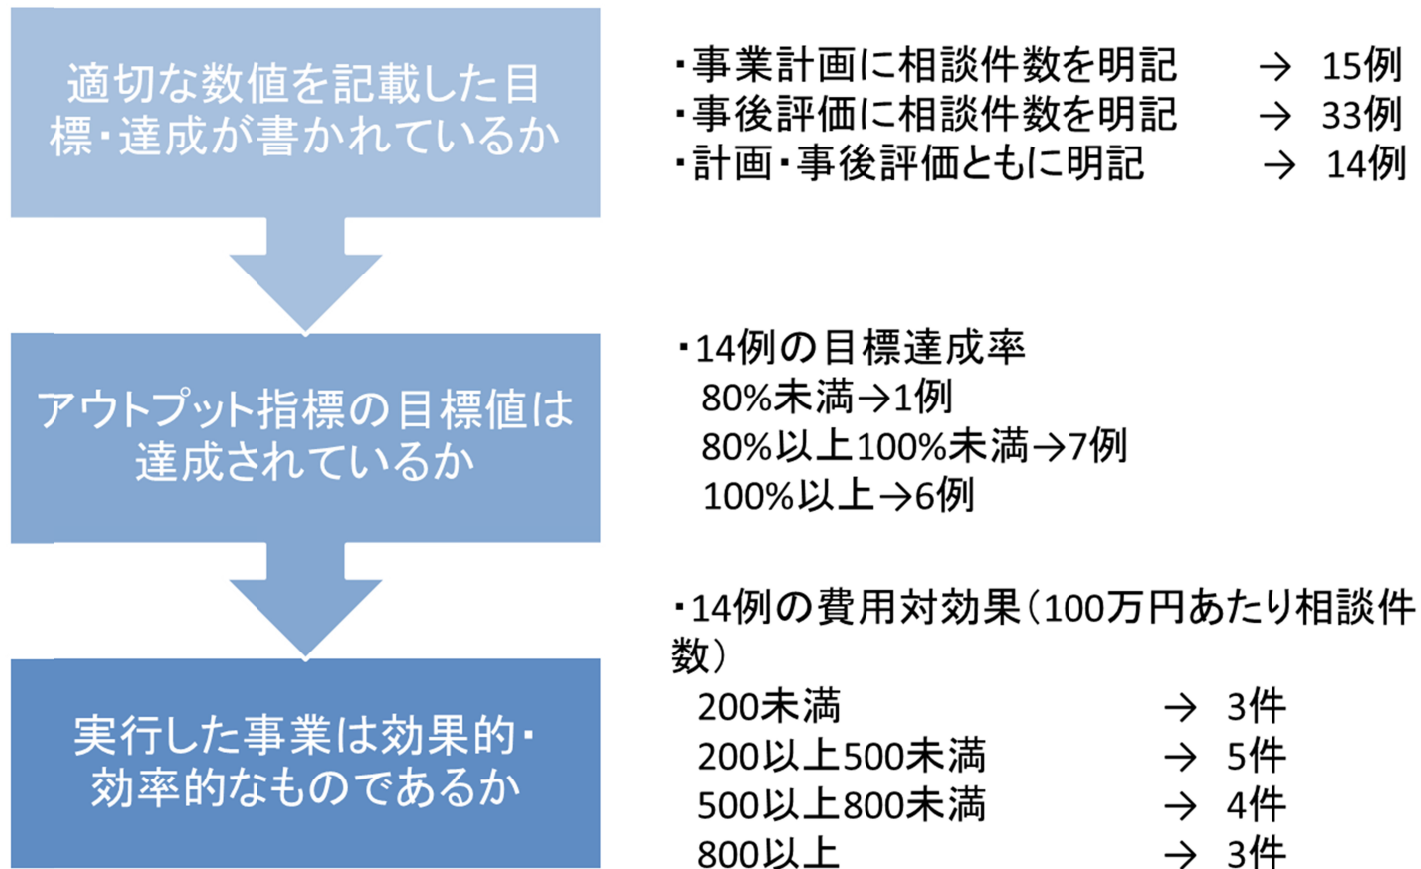 適切な数値を記載した目
標・達成が書かれているか
・事業計画に相談件数を明記 → 15例
・事後評価に相談件数を明記 → 33例
・計画・事後評価ともに明記 → 14例
アウトプット指標の目標値は
達成されているか
・14例の目標達成率
80%未満→1例
80%以上100%未満→7例
100%以上→6例
実行した事業は効果的・
効率的なものであるか
・14例の費用対効果(100万円あたり相談件
数)
200未満 → 3件
200以上500未満 → 5件
500以上800未満 → 4件
800以上 → 3件